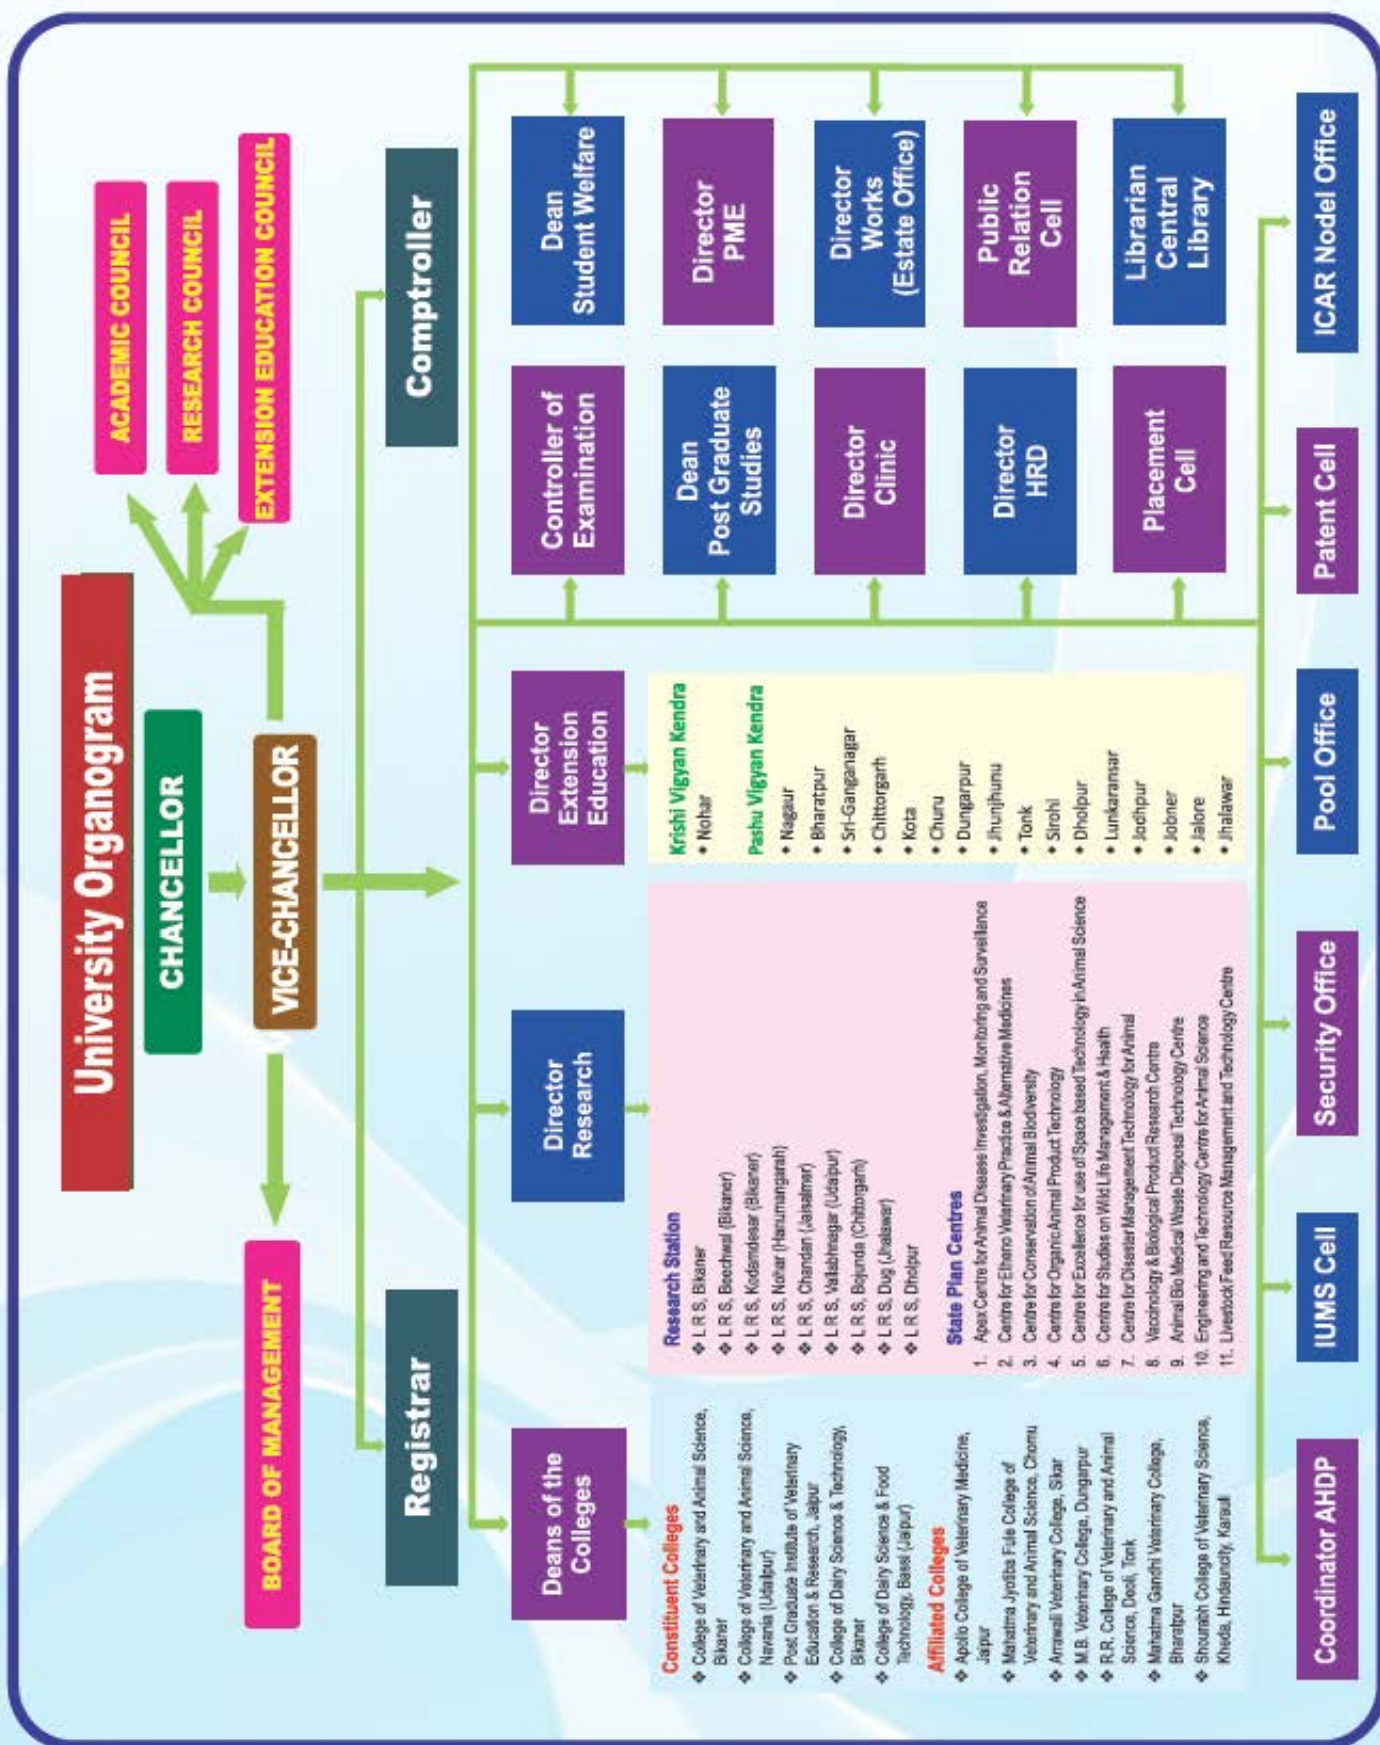 University Organogram
CHANCELLOR
VICE-CHANCELLOR
BOARD OF MANAGEMENT
ACADEMIC COUNCIL
RESEARCH COUNCIL
EXTENSION EDUCATION COUNCIL
Registrar
Comptroller
Deans of the
Colleges
Director
Research
Director
Extension
Education
Controller of
Examination
Dean
Student Welfare
Dean
Post Graduate
Studies
Director
PME
Director
Clinic
Director
Works
(Estate Office)
Director
HRD
Public
Relation
Cell
Placement
Cell
Librarian
Central
Library
Constituent Colleges
❖ College of Veterinary and Animal Science,
Bikaner
❖ College of Veterinary and Animal Science,
Navania (Udaipur)
❖ Post Graduate Institute of Veterinary
Education & Research, Jaipur
❖ College of Dairy Science & Technology,
Bikaner
❖ College of Dairy Science & Food
Technology, Bassi (Jaipur)
Affiliated Colleges
❖ Apollo College of Veterinary Medicine,
Jaipur
❖ Mahatma Jyotiba Fule College of
Veterinary and Animal Science, Chomu
❖ Arrawali Veterinary College, Sikar
❖ M.B. Veterinary College, Dungarpur
❖ R.R. College of Veterinary and Animal
Science, Deoli, Tonk
❖ Mahatma Gandhi Veterinary College,
Bharatpur
❖ Shourabh College of Veterinary Science,
Kheda, Hindauncity, Karauli
Research Station
❖ L R S, Bikaner
❖ L R S, Beechwal (Bikaner)
❖ L R S, Kodamdesar (Bikaner)
❖ L R S, Nohar (Hanumangarah)
❖ L R S, Chandan (Jaisalmer)
❖ L R S, Vallabhnagar (Udaipur)
❖ L R S, Bojunda (Chittorgarh)
❖ L R S, Dug (Jhalawar)
❖ L R S, Dholpur
State Plan Centres
1. Apex Centre for Animal Disease Investigation, Monitoring and Surveillance
2. Centre for Etheno Veterinary Practice & Alternative Medicines
3. Centre for Conservation of Animal Biodiversity
4. Centre for Organic Animal Product Technology
5. Centre for Excellence for use of Space based Technology in Animal Science
6. Centre for Studies on Wild Life Management & Health
7. Centre for Disaster Management Technology for Animal
8. Vaccinology & Biological Product Research Centre
9. Animal Bio Medical Waste Disposal Technology Centre
10. Engineering and Technology Centre for Animal Science
11. Livestock Feed Resource Management and Technology Centre
Krishi Vigyan Kendra
• Nohar
Pashu Vigyan Kendra
• Nagaur
• Bharatpur
• Sri-Ganganagar
• Chittorgarh
• Kota
• Churu
• Dungarpur
• Jhunjhunu
• Tonk
• Sirohi
• Dholpur
• Lunkaransar
• Jodhpur
• Jobner
• Jalore
• Jhalawar
Coordinator AHDP
IUMS Cell
Security Office
Pool Office
Patent Cell
ICAR Nodel Office